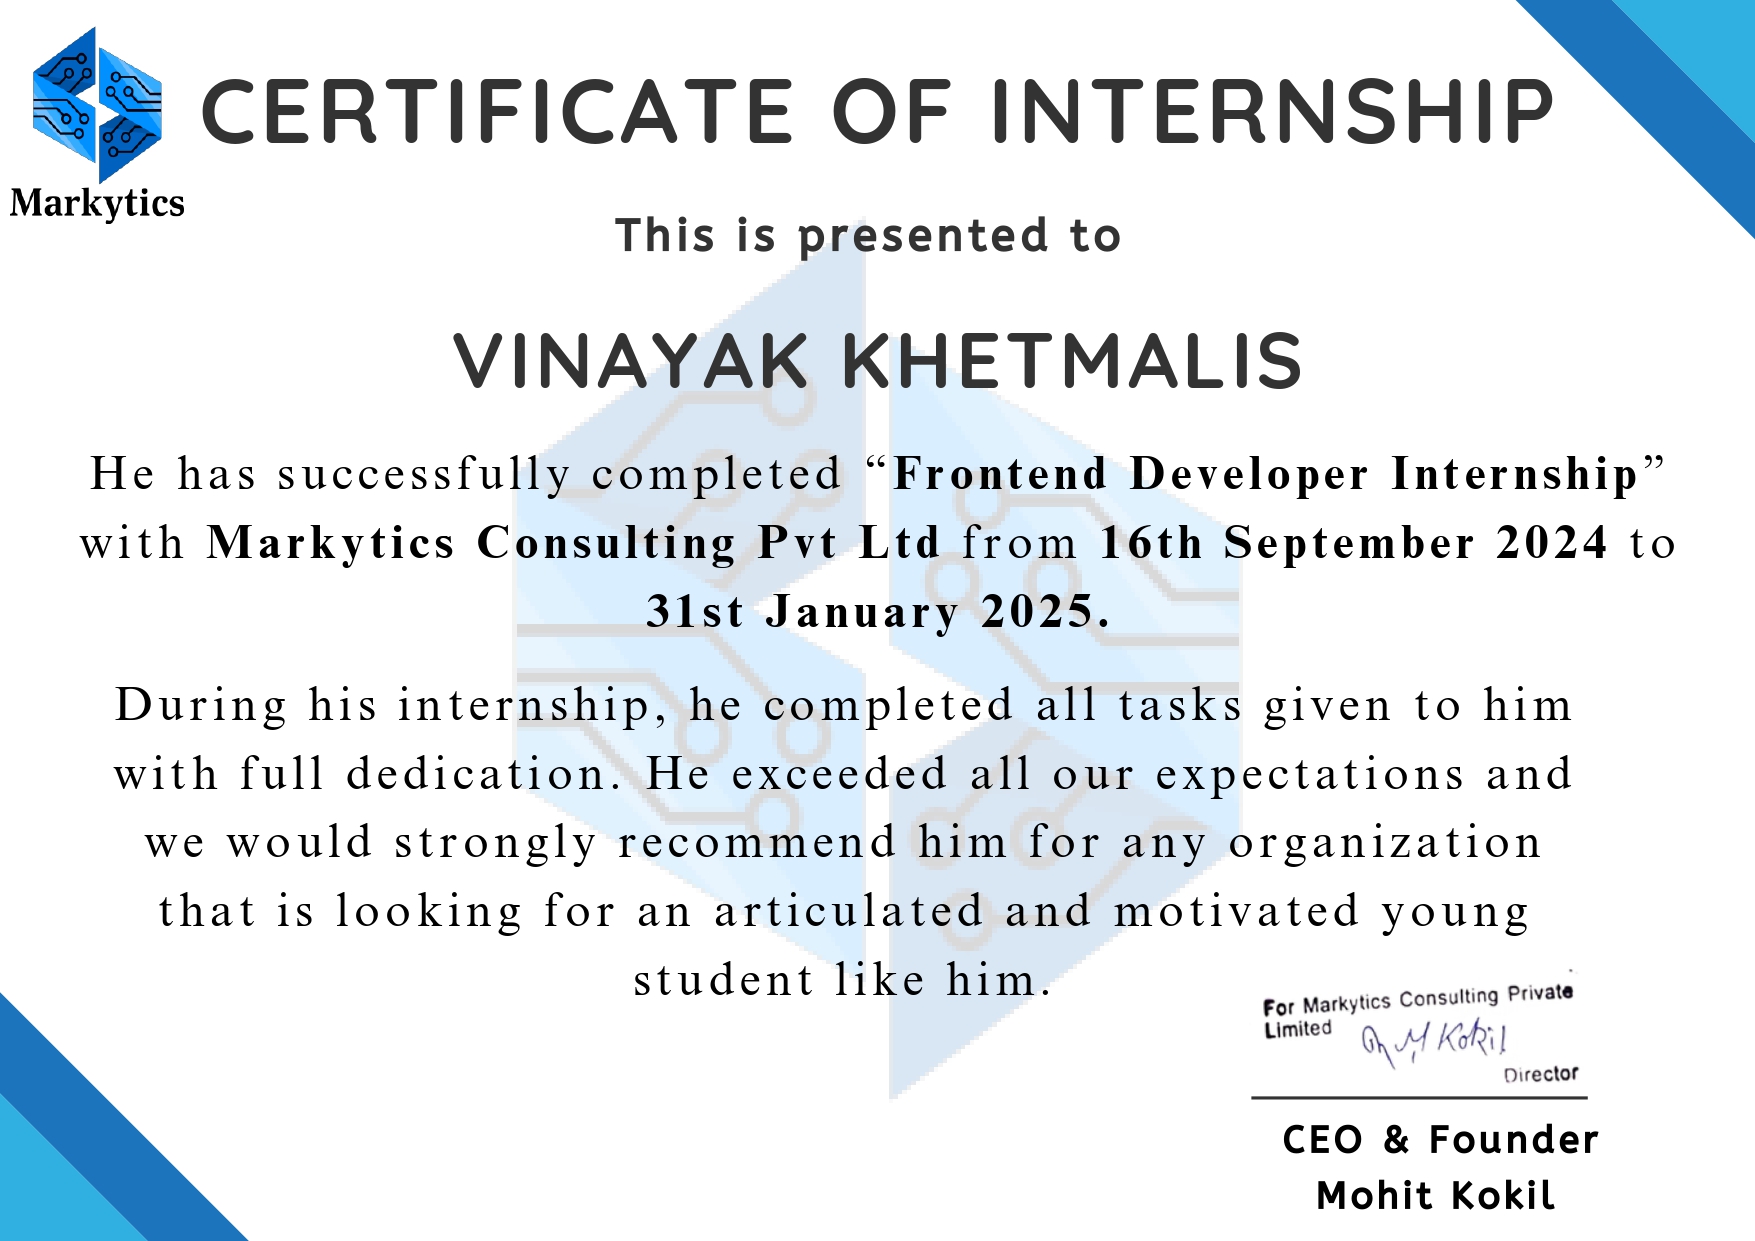 CERTIFICATE OF INTERNSHIP
Markytics
This is presented to
VINAYAK KHETMALIS
He has successfully completed “Frontend Developer Internship”
with Markytics Consulting Pvt Ltd from 16th September 2024 to
31st January 2025.
During his internship, he completed all tasks given to him
with full dedication. He exceeded all our expectations and
we would strongly recommend him for any organization
that is looking for an articulated and motivated young
student like him.
For Markytics Consulting Private
Limited
M Kokil
Director
CEO & Founder
Mohit Kokil